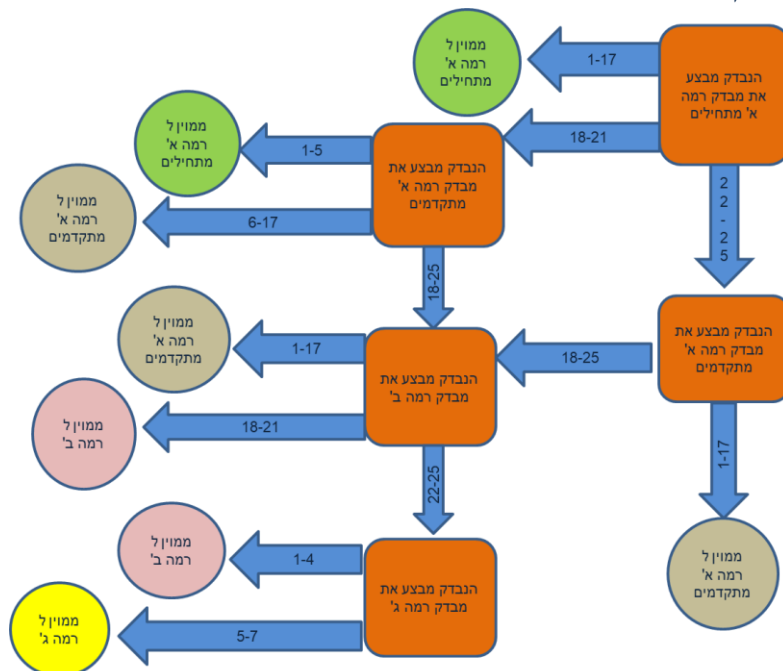 הנבדק מבצע
את מבדק רמה
א' מתחילים
1-17
ממוין ל
רמה א'
מתחילים
18-21
הנבדק מבצע את
מבדק רמה א'
מתקדמים
1-5
ממוין ל
רמה א'
מתחילים
6-17
ממוין ל
רמה א'
מתקדמים
22-25
18-25
הנבדק מבצע את
מבדק רמה א'
מתקדמים
18-25
הנבדק מבצע את
מבדק רמה ב'
1-17
ממוין ל
רמה א'
מתקדמים
18-21
ממוין ל
רמה ב'
1-17
ממוין ל
רמה א'
מתקדמים
22-25
הנבדק מבצע את
מבדק רמה ג'
1-4
ממוין ל
רמה ב'
5-7
ממוין ל
רמה ג'